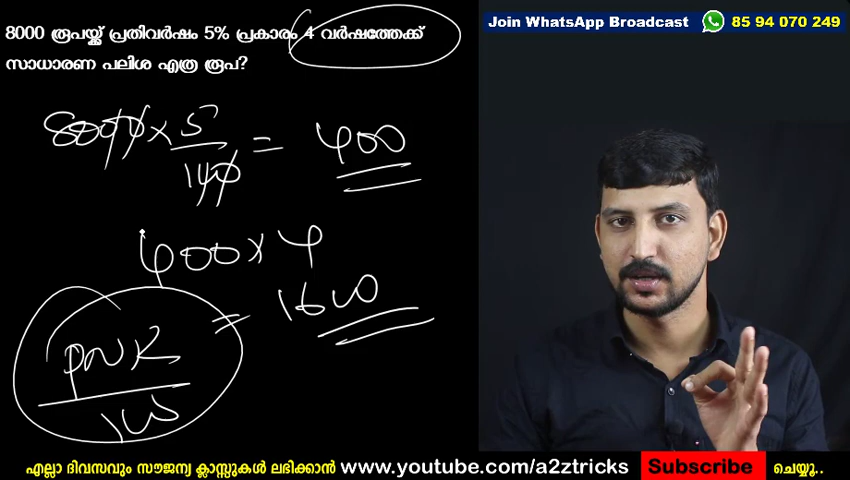 Join WhatsApp Broadcast 85 94 070 249
8000 രൂപയ്ക്ക് പ്രതിവർഷം 5% പ്രകാരം 4 വർഷത്തേക്ക്
സാധാരണ പലിശ എത്ര രൂപ?
8000 × 5/100 = 400
400 × 4
= 1600
PNR/100
എല്ലാ ദിവസവും സൗജന്യ ക്ലാസ്സുകൾ ലഭിക്കാൻ www.youtube.com/a2ztricks Subscribe ചെയ്യൂ..